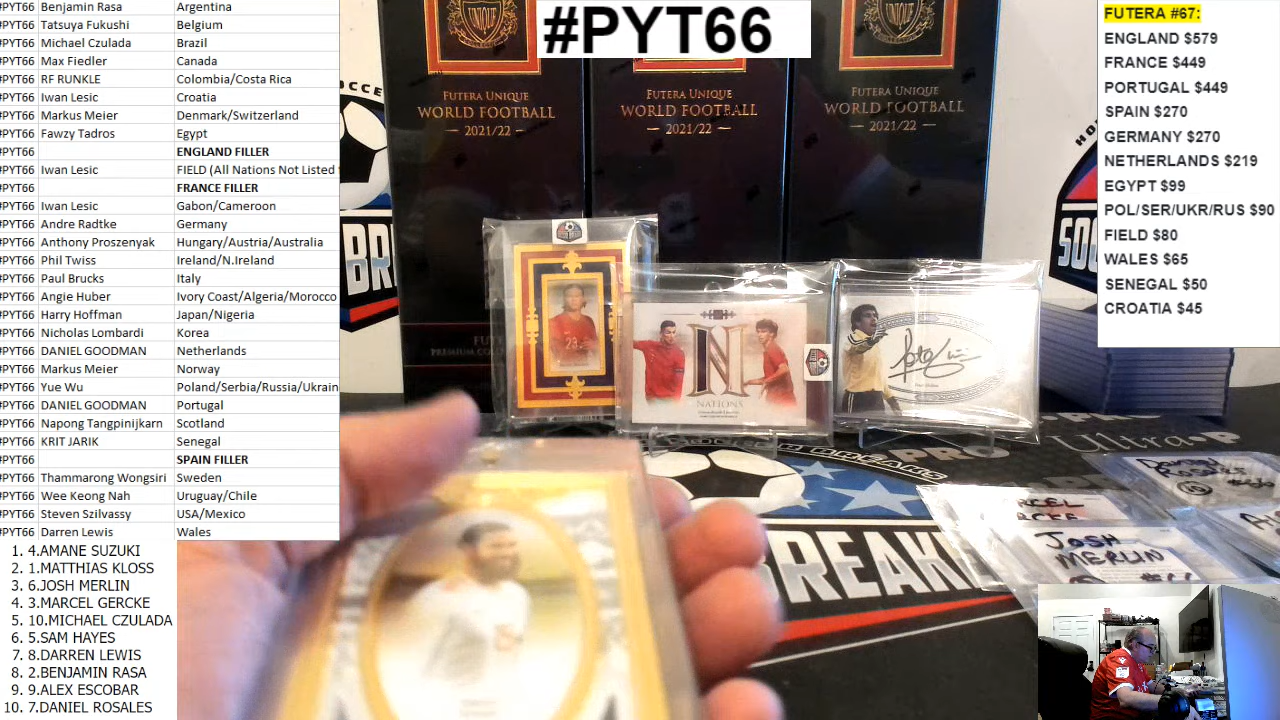 #PYT66
#PYT66 Benjamin Rasa Argentina
#PYT66 Tatsuya Fukushi Belgium
#PYT66 Michael Czulada Brazil
#PYT66 Max Fiedler Canada
#PYT66 RF RUNKLE Colombia/Costa Rica
#PYT66 Iwan Lesic Croatia
#PYT66 Markus Meier Denmark/Switzerland
#PYT66 Fawzy Tadros Egypt
#PYT66 ENGLAND FILLER
#PYT66 Iwan Lesic FIELD (All Nations Not Listed
#PYT66 FRANCE FILLER
#PYT66 Iwan Lesic Gabon/Cameroon
#PYT66 Andre Radtke Germany
#PYT66 Anthony Proszenyak Hungary/Austria/Australia
#PYT66 Phil Twiss Ireland/N.Ireland
#PYT66 Paul Brucks Italy
#PYT66 Angie Huber Ivory Coast/Algeria/Morocco
#PYT66 Harry Hoffman Japan/Nigeria
#PYT66 Nicholas Lombardi Korea
#PYT66 DANIEL GOODMAN Netherlands
#PYT66 Markus Meier Norway
#PYT66 Yue Wu Poland/Serbia/Russia/Ukrain
#PYT66 DANIEL GOODMAN Portugal
#PYT66 Napong Tangpinijkarn Scotland
#PYT66 KRIT JARIK Senegal
#PYT66 SPAIN FILLER
#PYT66 Thammarong Wongsiri Sweden
#PYT66 Wee Keong Nah Uruguay/Chile
#PYT66 Steven Szilvassy USA/Mexico
#PYT66 Darren Lewis Wales
1. 4.AMANE SUZUKI
2. 1.MATTHIAS KLOSS
3. 6.JOSH MERLIN
4. 3.MARCEL GERCKE
5. 10.MICHAEL CZULADA
6. 5.SAM HAYES
7. 8.DARREN LEWIS
8. 2.BENJAMIN RASA
9. 9.ALEX ESCOBAR
10. 7.DANIEL ROSALES
FUTERA #67:
ENGLAND $579
FRANCE $449
PORTUGAL $449
SPAIN $270
GERMANY $270
NETHERLANDS $219
EGYPT $99
POL/SER/UKR/RUS $90
FIELD $80
WALES $65
SENEGAL $50
CROATIA $45
UNIQUE
FUTERA UNIQUE
WORLD FOOTBALL
2021/22
UNIQUE
FUTERA UNIQUE
WORLD FOOTBALL
2021/22
UNIQUE
FUTERA UNIQUE
WORLD FOOTBALL
2021/22
23
N
NATIONS
BREAKE
JOSH
MERLIN